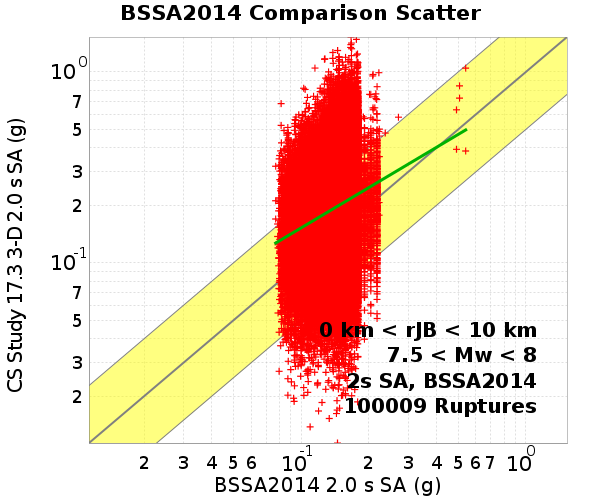 BSSA2014 Comparison Scatter
CS Study 17.3 3-D 2.0 s SA (g)
10^0
7
5
3
2
10^-1
7
5
3
2
0 km < rJB < 10 km
7.5 < Mw < 8
2s SA, BSSA2014
100009 Ruptures
2 3 4 5 6 10^-1 2 3 4 5 6 7 10^0
BSSA2014 2.0 s SA (g)